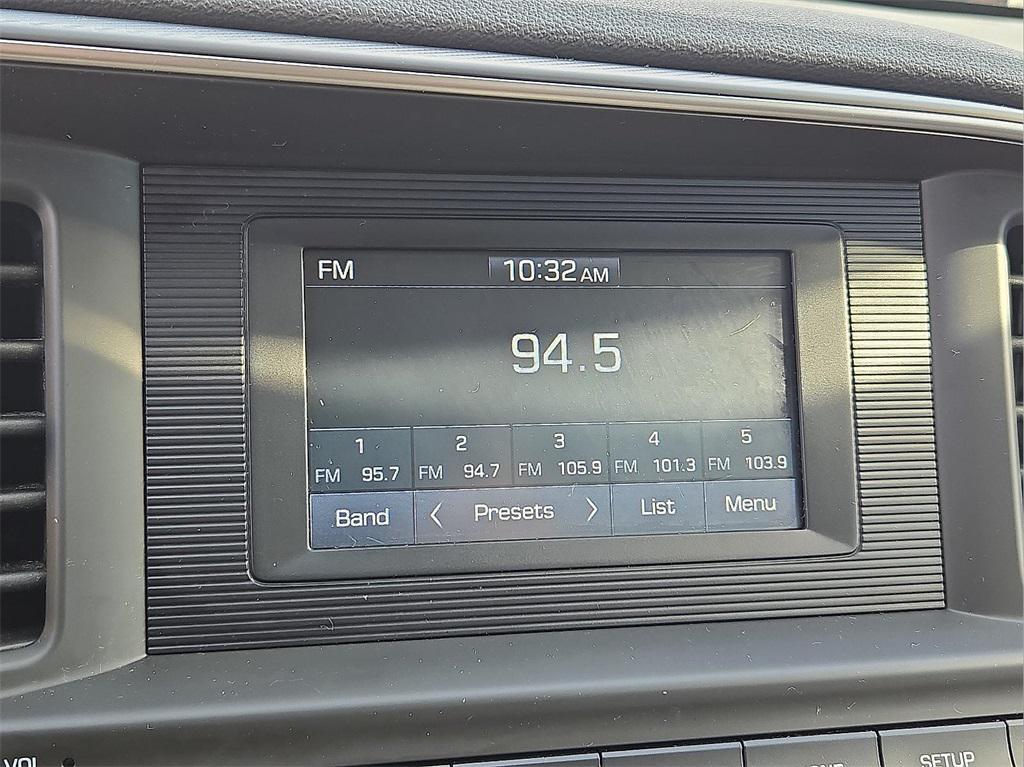 FM 10:32 AM
94.5
1 2 3 4 5
FM 95.7 FM 94.7 FM 105.9 FM 101.3 FM 103.9
Band < Presets > List Menu
VOL SETUP